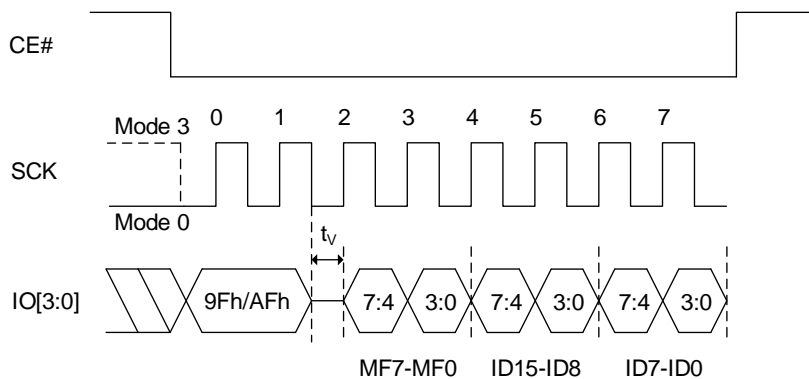 CE#
0 1 2 3 4 5 6 7
Mode 3
SCK
Mode 0
tV
IO[3:0] 9Fh/AFh 7:4 3:0 7:4 3:0 7:4 3:0
MF7-MF0 ID15-ID8 ID7-ID0